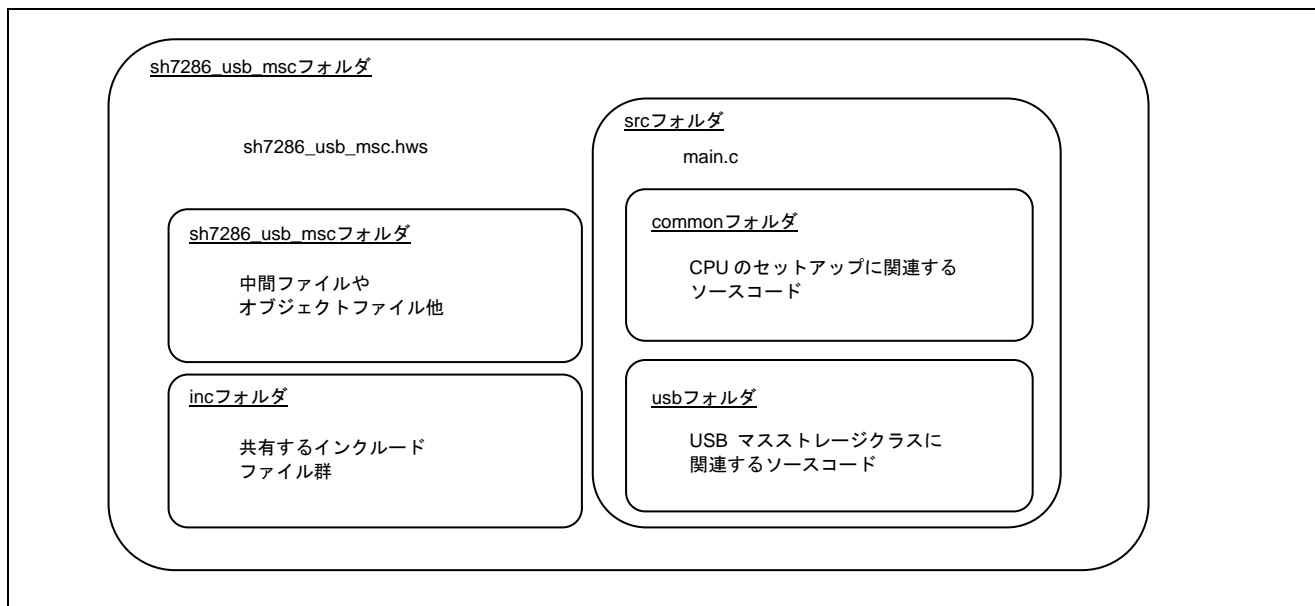 sh7286_usb_mscフォルダ
sh7286_usb_msc.hws
sh7286_usb_mscフォルダ
中間ファイルや
オブジェクトファイル他
incフォルダ
共有するインクルード
ファイル群
srcフォルダ
main.c
commonフォルダ
CPU のセットアップに関連する
ソースコード
usbフォルダ
USB マスストレージクラスに
関連するソースコード